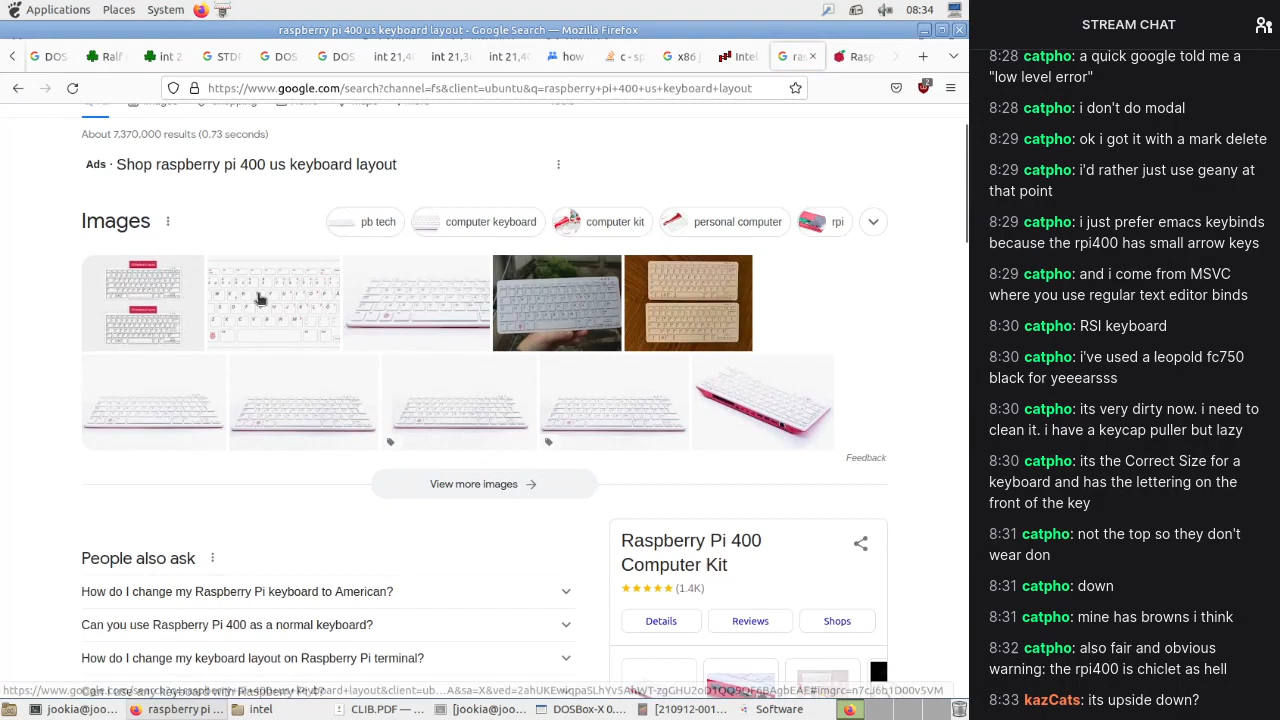 Applications Places System 08:34
raspberry pi 400 us keyboard layout - Google Search — Mozilla Firefox
DOS Ralf int 2 STDI DOS DOS int 21,4 int 21,3 int 21,4 how c - s x86 Intel ras Rasp
https://www.google.com/search?channel=fs&client=ubuntu&q=raspberry+pi+400+us+keyboard+layout
2
About 7,370,000 results (0.73 seconds)
Ads · Shop raspberry pi 400 us keyboard layout
Images
pb tech computer keyboard computer kit personal computer rpi
Feedback
View more images
People also ask
How do I change my Raspberry Pi keyboard to American?
Can you use Raspberry Pi 400 as a normal keyboard?
How do I change my keyboard layout on Raspberry Pi terminal?
Raspberry Pi 400
Computer Kit
(1.4K)
Details Reviews Shops
jookia@joo... raspberry pi ... Intel CLIB.PDF — ... [jookia@joo... DOSBox-X 0.... [210912-001... Software
STREAM CHAT
8:28 catpho: a quick google told me a
"low level error"
8:28 catpho: i don't do modal
8:29 catpho: ok i got it with a mark delete
8:29 catpho: i'd rather just use geany at
that point
8:29 catpho: i just prefer emacs keybinds
because the rpi400 has small arrow keys
8:29 catpho: and i come from MSVC
where you use regular text editor binds
8:30 catpho: RSI keyboard
8:30 catpho: i've used a leopold fc750
black for yeeearsss
8:30 catpho: its very dirty now. i need to
clean it. i have a keycap puller but lazy
8:30 catpho: its the Correct Size for a
keyboard and has the lettering on the
front of the key
8:31 catpho: not the top so they don't
wear don
8:31 catpho: down
8:31 catpho: mine has browns i think
8:32 catpho: also fair and obvious
warning: the rpi400 is chiclet as hell
8:33 kazCats: its upside down?